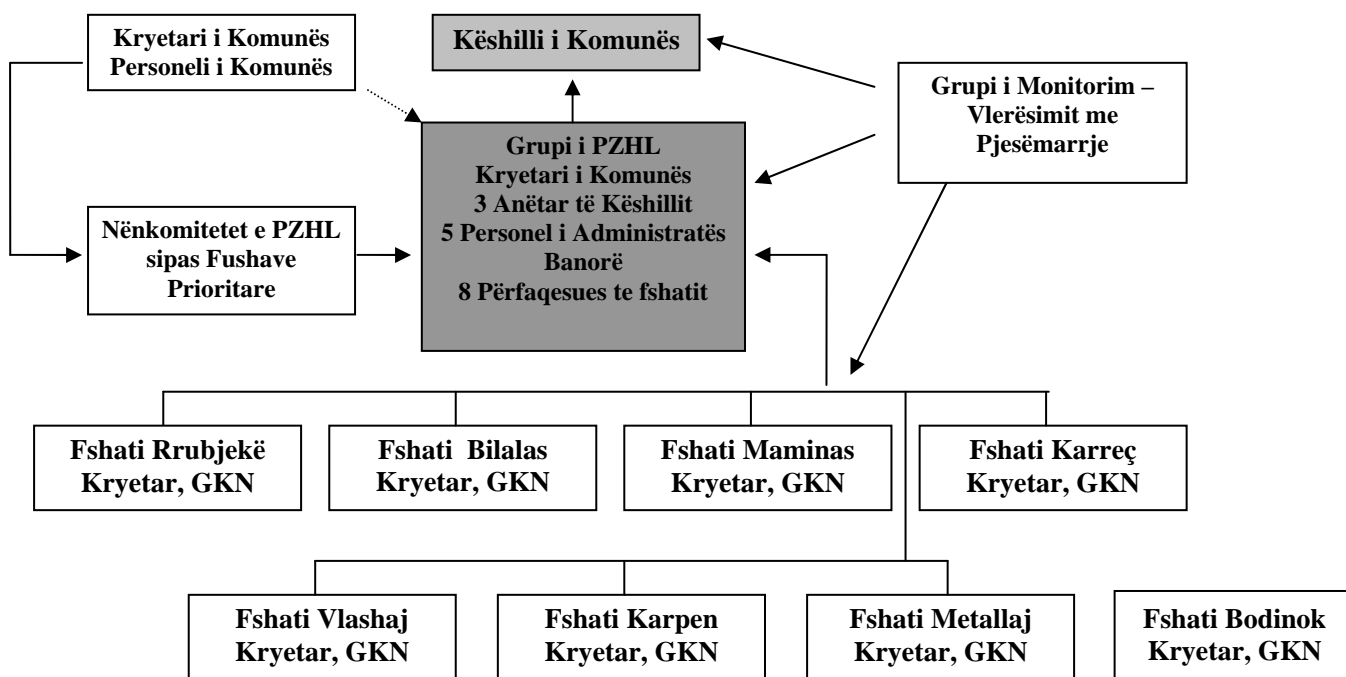 Kryetari i Komunës
Personeli i Komunës
Këshilli i Komunës
Grupi i Monitorim –
Vlerësimit me
Pjesëmarrje
Grupi i PZHL
Kryetari i Komunës
3 Anëtar të Këshillit
5 Personel i Administratës
Banorë
8 Përfaqesues te fshatit
Nënkomitetet e PZHL
sipas Fushave
Prioritare
Fshati Rrubjekë
Kryetar, GKN
Fshati Bilalas
Kryetar, GKN
Fshati Maminas
Kryetar, GKN
Fshati Karreç
Kryetar, GKN
Fshati Vlashaj
Kryetar, GKN
Fshati Karpen
Kryetar, GKN
Fshati Metallaj
Kryetar, GKN
Fshati Bodinok
Kryetar, GKN